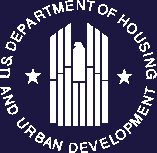 U.S. DEPARTMENT OF HOUSING
AND URBAN DEVELOPMENT